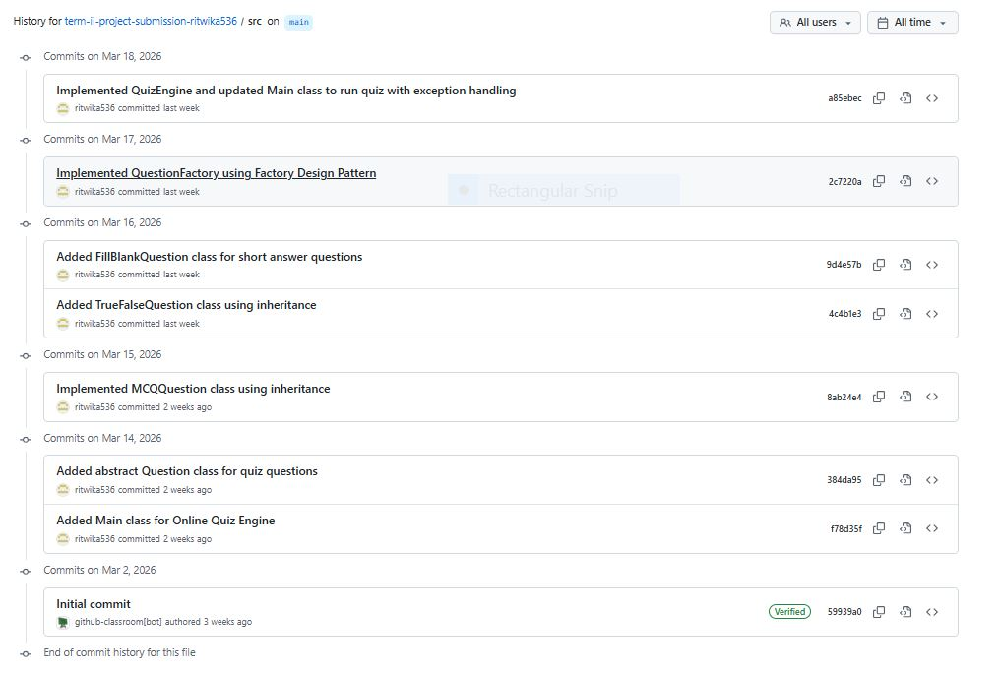 History for term-ii-project-submission-ritwika536 / src on main
All users
All time
Commits on Mar 18, 2026
Implemented QuizEngine and updated Main class to run quiz with exception handling
ritwika536 committed last week
a85ebec
Commits on Mar 17, 2026
Implemented QuestionFactory using Factory Design Pattern
ritwika536 committed last week
2c7220a
Rectangular Snip
Commits on Mar 16, 2026
Added FillBlankQuestion class for short answer questions
ritwika536 committed last week
9d4e57b
Added TrueFalseQuestion class using inheritance
ritwika536 committed last week
4c4b1e3
Commits on Mar 15, 2026
Implemented MCQQuestion class using inheritance
ritwika536 committed 2 weeks ago
8ab24e4
Commits on Mar 14, 2026
Added abstract Question class for quiz questions
ritwika536 committed 2 weeks ago
384da95
Added Main class for Online Quiz Engine
ritwika536 committed 2 weeks ago
f78d35f
Commits on Mar 2, 2026
Initial commit
github-classroom[bot] authored 3 weeks ago
Verified
59939a0
End of commit history for this file